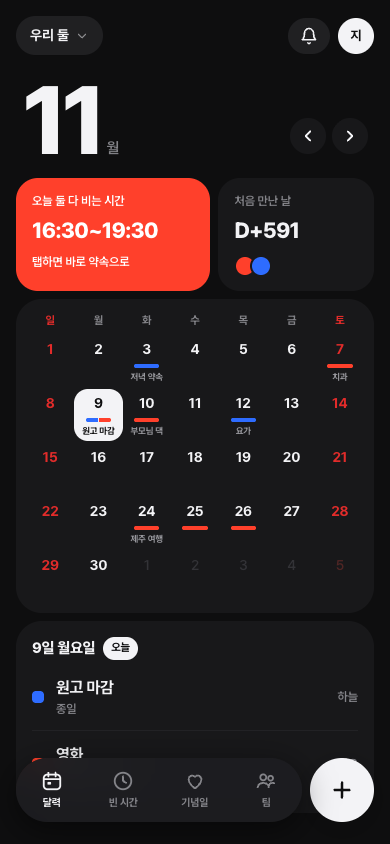 우리 둘
지
11 월
오늘 둘 다 비는 시간
16:30~19:30
탭하면 바로 약속으로
처음 만난 날
D+591
일 월 화 수 목 금 토
1 2 3 4 5 6 7
저녁 약속 치과
8 9 10 11 12 13 14
원고 마감 부모님 댁 요가
15 16 17 18 19 20 21
22 23 24 25 26 27 28
제주 여행
29 30 1 2 3 4 5
9일 월요일 오늘
원고 마감 하늘
종일
영화
달력 빈 시간 기념일 팀